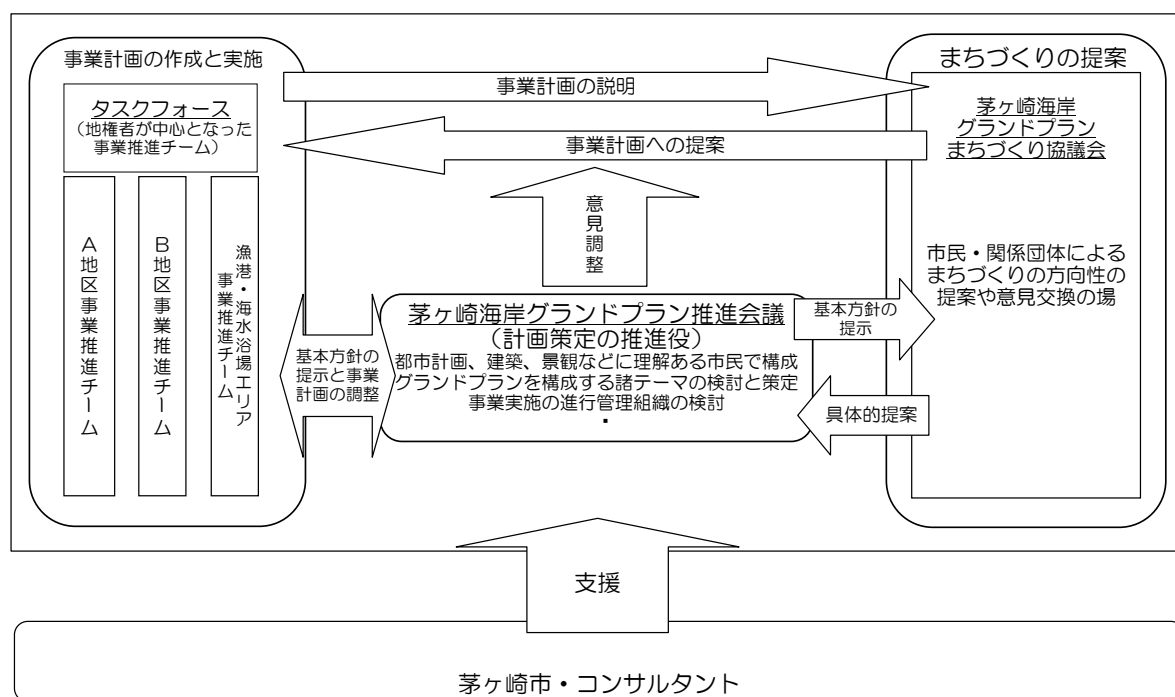 事業計画の作成と実施
タスクフォース
（地権者が中心となった
事業推進チーム）
A地区事業推進チーム
B地区事業推進チーム
漁港・海水浴場エリア
事業推進チーム
事業計画の説明
事業計画への提案
意見調整
基本方針の
提示と事業
計画の調整
茅ヶ崎海岸グランドプラン推進会議
（計画策定の推進役）
都市計画、建築、景観などに理解ある市民で構成
グランドプランを構成する諸テーマの検討と策定
事業実施の進行管理組織の検討
・
基本方針の
提示
具体的提案
まちづくりの提案
茅ヶ崎海岸
グランドプラン
まちづくり協議会
市民・関係団体による
まちづくりの方向性の
提案や意見交換の場
支援
茅ヶ崎市・コンサルタント